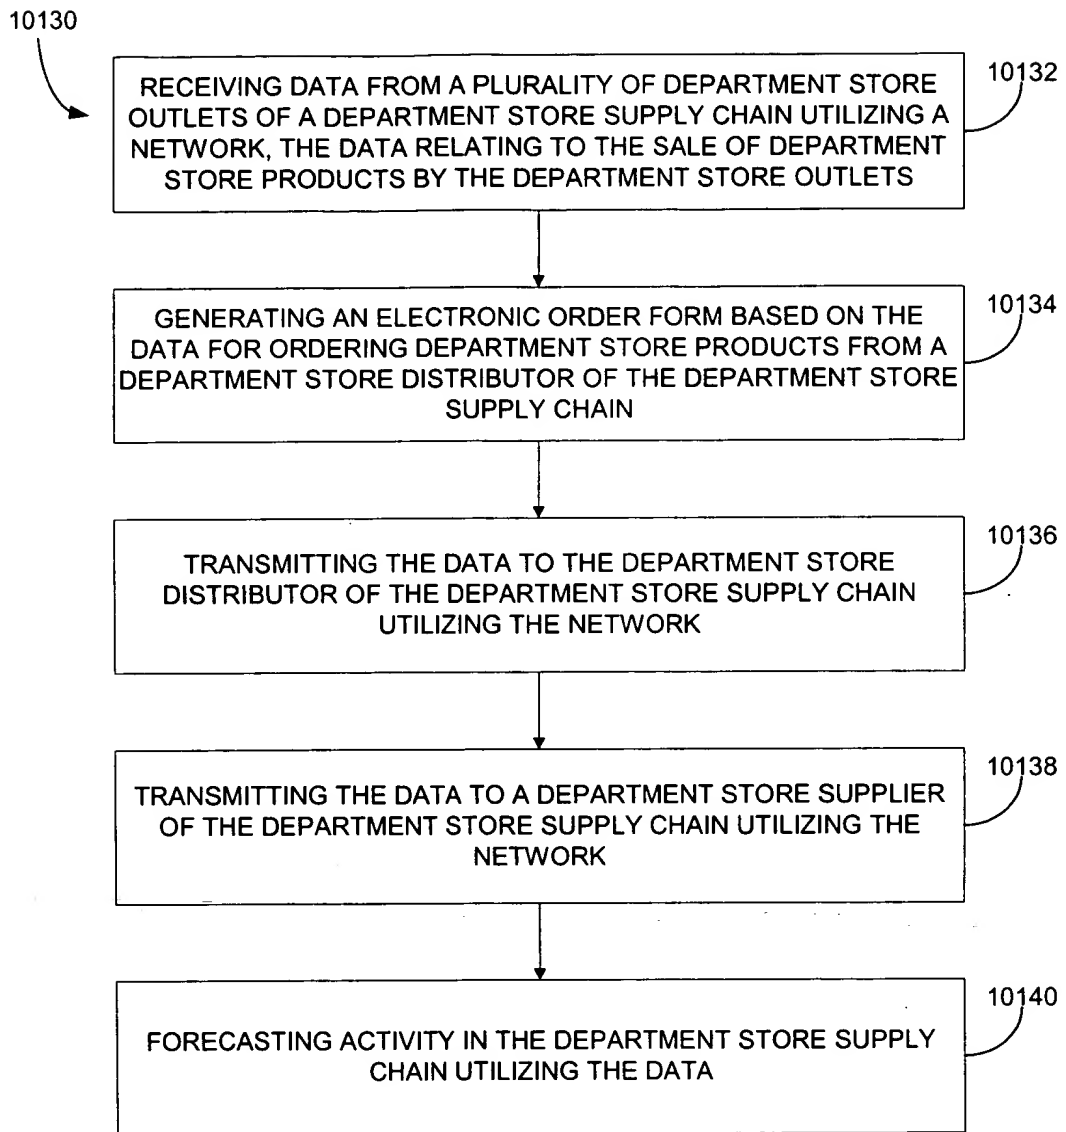 10130
10132
RECEIVING DATA FROM A PLURALITY OF DEPARTMENT STORE
OUTLETS OF A DEPARTMENT STORE SUPPLY CHAIN UTILIZING A
NETWORK, THE DATA RELATING TO THE SALE OF DEPARTMENT
STORE PRODUCTS BY THE DEPARTMENT STORE OUTLETS
10134
GENERATING AN ELECTRONIC ORDER FORM BASED ON THE
DATA FOR ORDERING DEPARTMENT STORE PRODUCTS FROM A
DEPARTMENT STORE DISTRIBUTOR OF THE DEPARTMENT STORE
SUPPLY CHAIN
10136
TRANSMITTING THE DATA TO THE DEPARTMENT STORE
DISTRIBUTOR OF THE DEPARTMENT STORE SUPPLY CHAIN
UTILIZING THE NETWORK
10138
TRANSMITTING THE DATA TO A DEPARTMENT STORE SUPPLIER
OF THE DEPARTMENT STORE SUPPLY CHAIN UTILIZING THE
NETWORK
10140
FORECASTING ACTIVITY IN THE DEPARTMENT STORE SUPPLY
CHAIN UTILIZING THE DATA